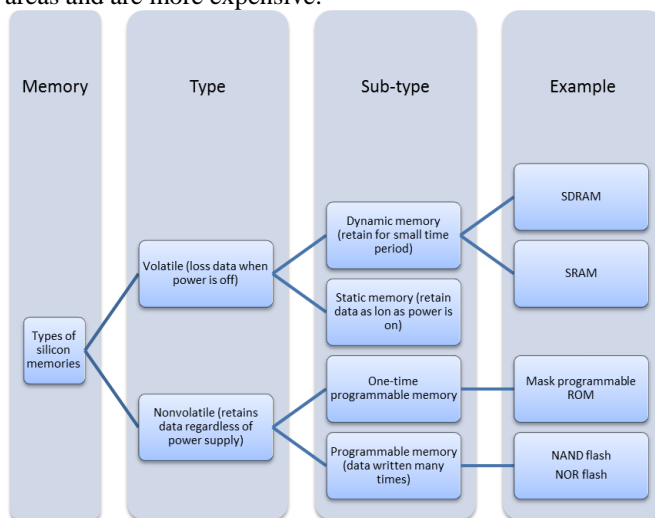 areas and are more expensive.
Memory
Type
Sub-type
Example
Types of
silicon
memories
Volatile (loss data when
power is off)
Nonvolatile (retains
data regardless of
power supply)
Dynamic memory
(retain for small time
period)
Static memory (retain
data as lon as power is
on)
One-time
programmable memory
Programmable memory
(data written many
times)
SDRAM
SRAM
Mask programmable
ROM
NAND flash
NOR flash